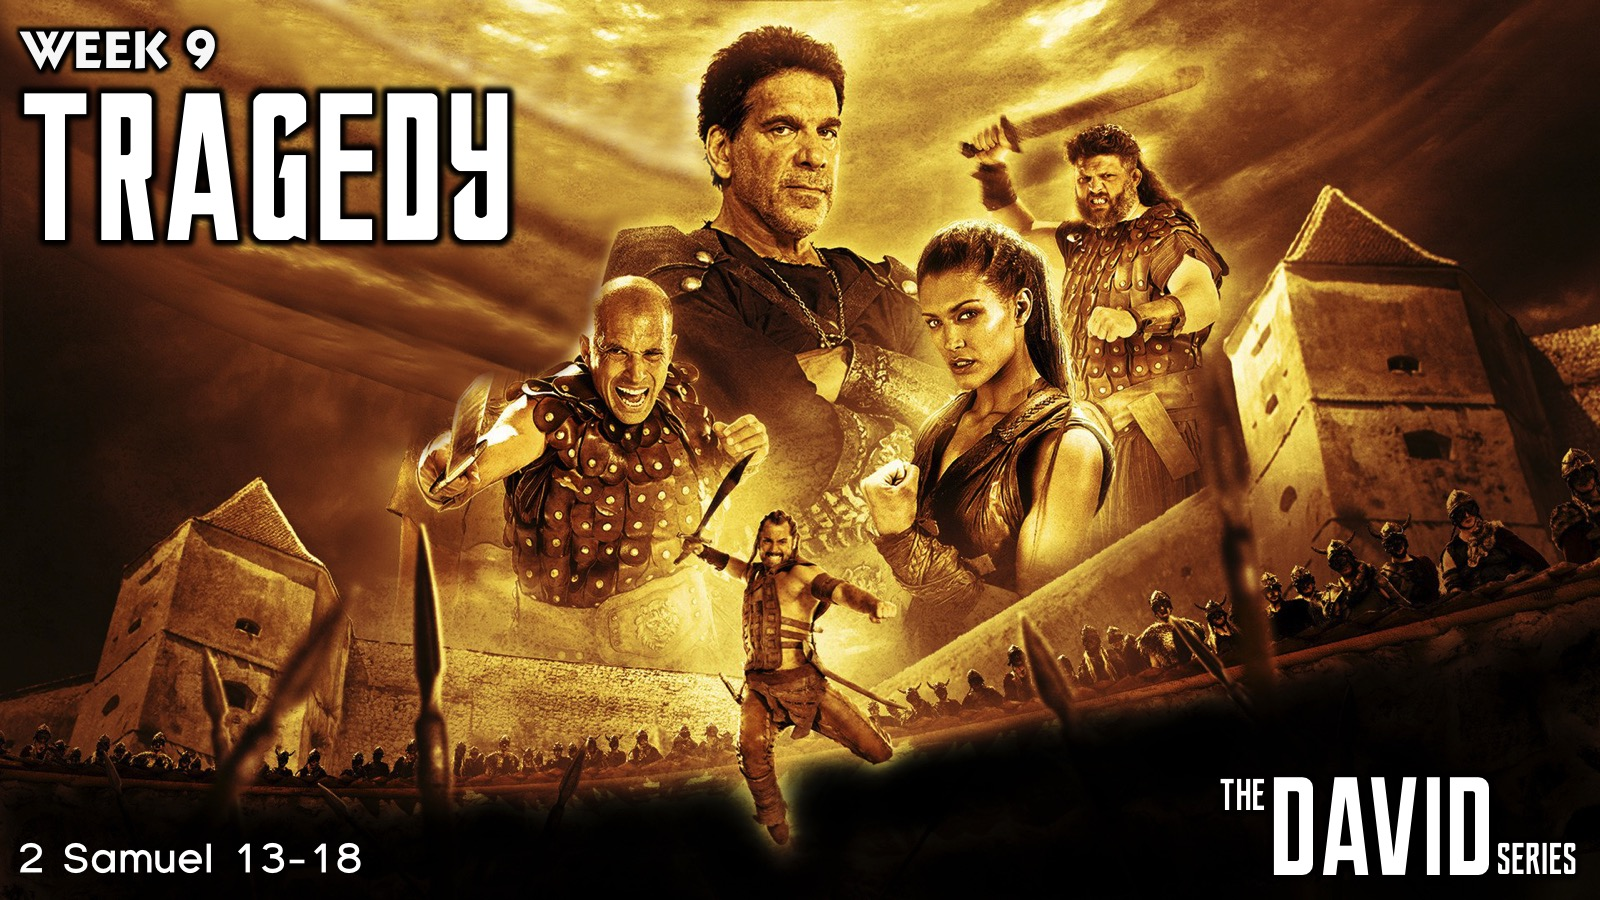 WEEK 9
TRAGEDY
2 Samuel 13-18
THE DAVID SERIES